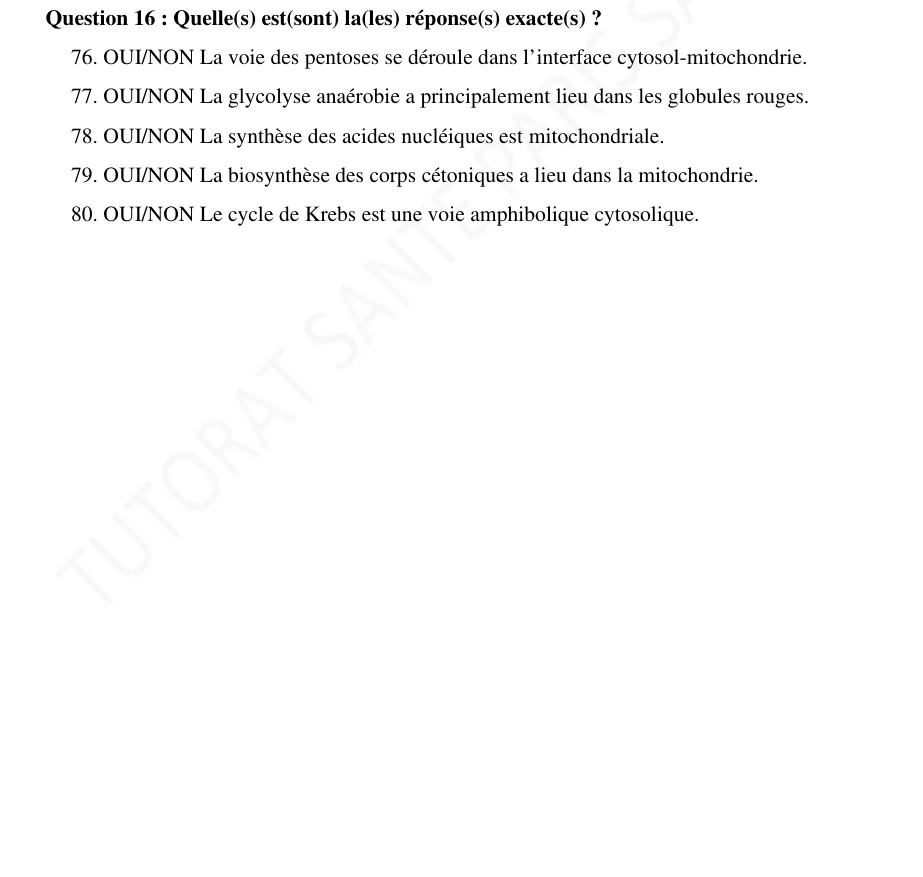 Question 16 : Quelle(s) est(sont) la(les) réponse(s) exacte(s) ?
76. OUI/NON La voie des pentoses se déroule dans l’interface cytosol-mitochondrie.
77. OUI/NON La glycolyse anaérobie a principalement lieu dans les globules rouges.
78. OUI/NON La synthèse des acides nucléiques est mitochondriale.
79. OUI/NON La biosynthèse des corps cétoniques a lieu dans la mitochondrie.
80. OUI/NON Le cycle de Krebs est une voie amphibolique cytosolique.
TUTORAT SANTE PARIS SA